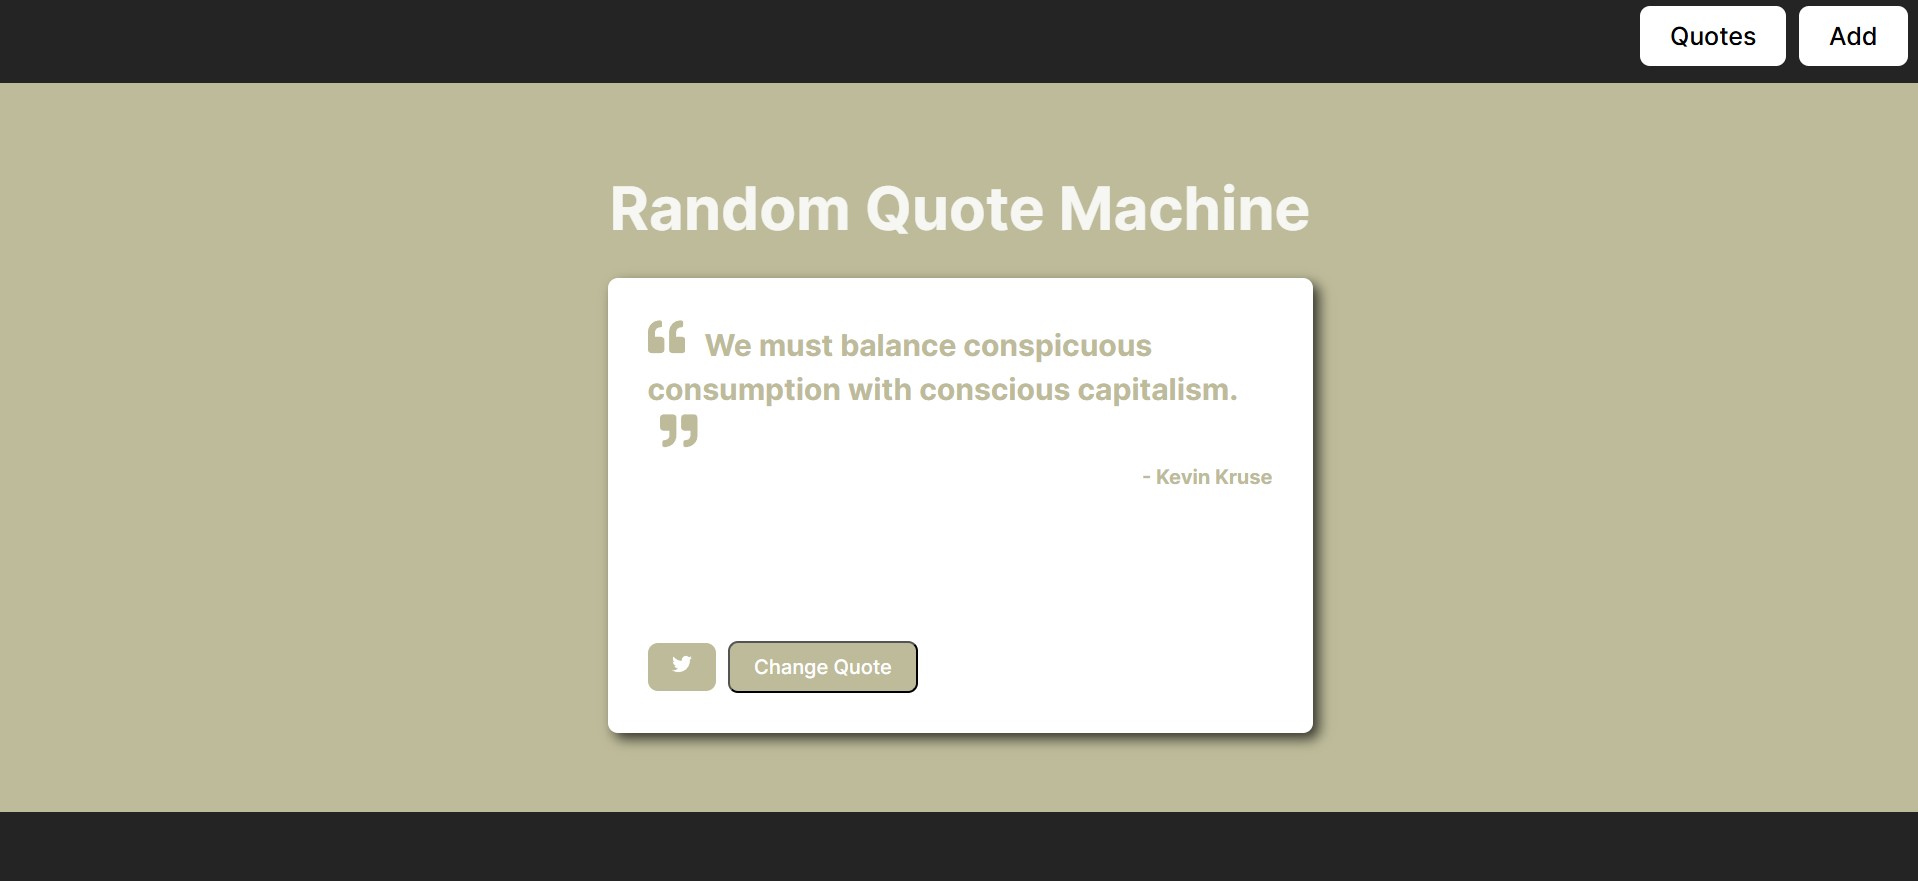 Quotes
Add
Random Quote Machine
“ We must balance conspicuous
consumption with conscious capitalism.
”
- Kevin Kruse
Change Quote